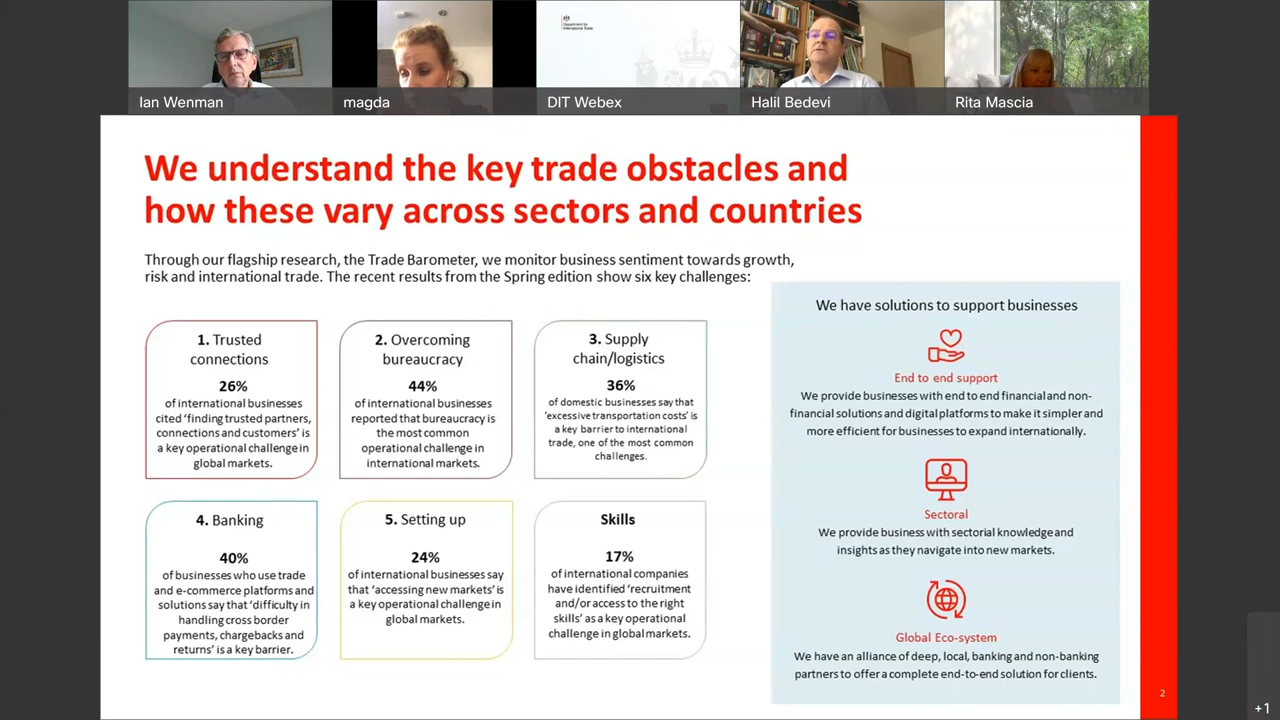 Department for
International Trade
Ian Wenman
magda
DIT Webex
Halil Bedevi
Rita Mascia
We understand the key trade obstacles and
how these vary across sectors and countries
Through our flagship research, the Trade Barometer, we monitor business sentiment towards growth,
risk and international trade. The recent results from the Spring edition show six key challenges:
1. Trusted
connections
26%
of international businesses
cited ‘finding trusted partners,
connections and customers’ is
a key operational challenge in
global markets.
2. Overcoming
bureaucracy
44%
of international businesses
reported that bureaucracy is
the most common
operational challenge in
international markets.
3. Supply
chain/logistics
36%
of domestic businesses say that
‘excessive transportation costs’ is
a key barrier to international
trade, one of the most common
challenges.
4. Banking
40%
of businesses who use trade
and e-commerce platforms and
solutions say that ‘difficulty in
handling cross border
payments, chargebacks and
returns’ is a key barrier.
5. Setting up
24%
of international businesses say
that ‘accessing new markets’ is
a key operational challenge in
global markets.
Skills
17%
of international companies
have identified ‘recruitment
and/or access to the right
skills’ as a key operational
challenge in global markets.
We have solutions to support businesses
End to end support
We provide businesses with end to end financial and non-
financial solutions and digital platforms to make it simpler and
more efficient for businesses to expand internationally.
Sectoral
We provide business with sectorial knowledge and
insights as they navigate into new markets.
Global Eco-system
We have an alliance of deep, local, banking and non-banking
partners to offer a complete end-to-end solution for clients.
2
+1